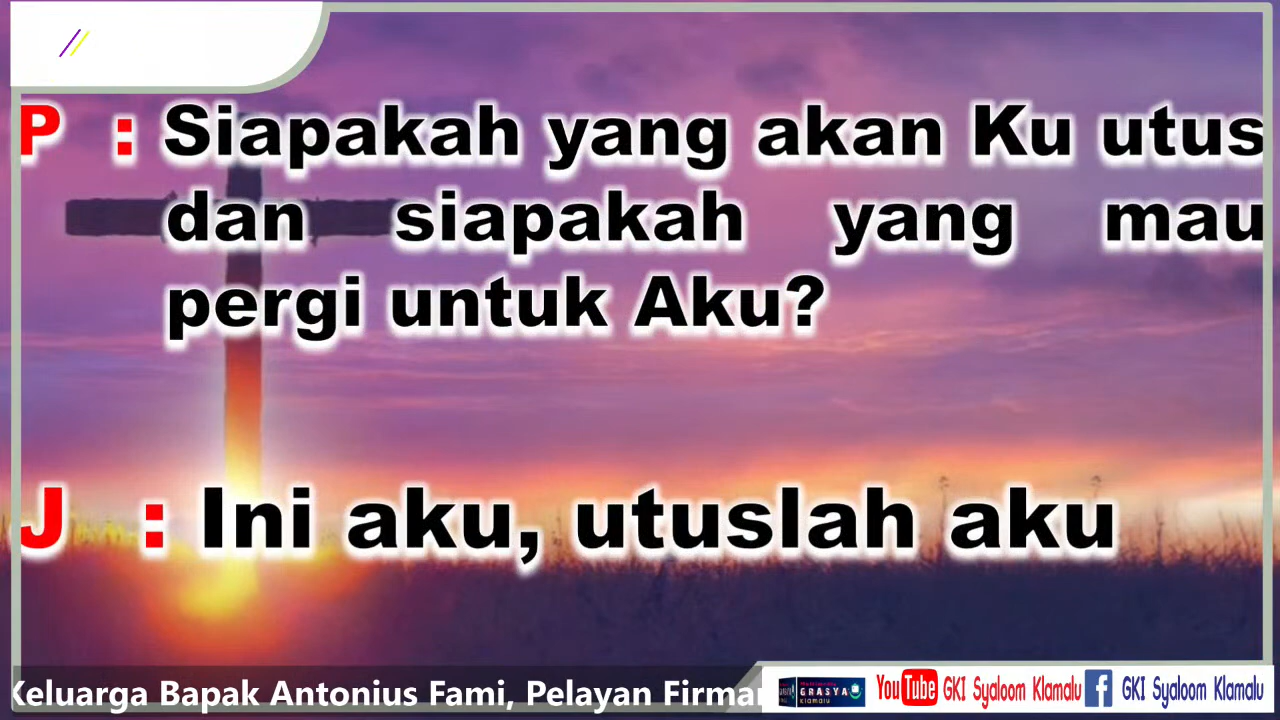 P : Siapakah yang akan Ku utus
dan siapakah yang mau
pergi untuk Aku?
J : Ini aku, utuslah aku
Keluarga Bapak Antonius Fami, Pelayan Firman
GRASYA
Klamalu
YouTube GKI Syaloom Klamalu f GKI Syaloom Klamalu